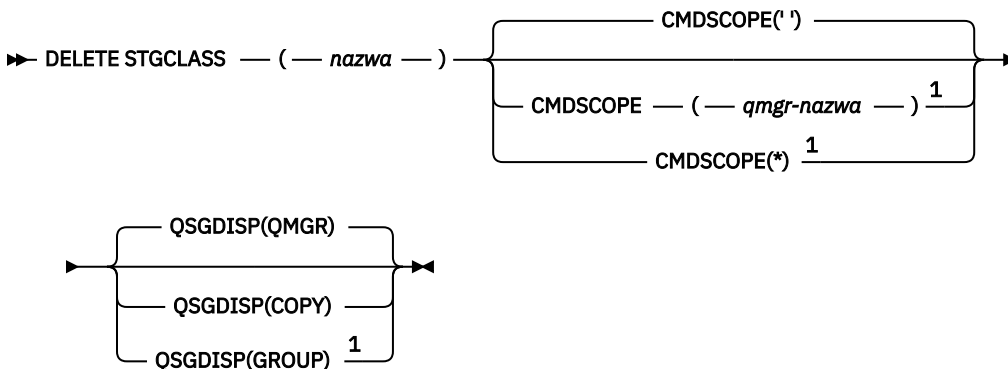 CMDSCOPE(' ')
DELETE STGCLASS ( nazwa )
CMDSCOPE ( qmgr-nazwa ) 1
CMDSCOPE(*) 1
QSGDISP(QMGR)
QSGDISP(COPY)
QSGDISP(GROUP) 1